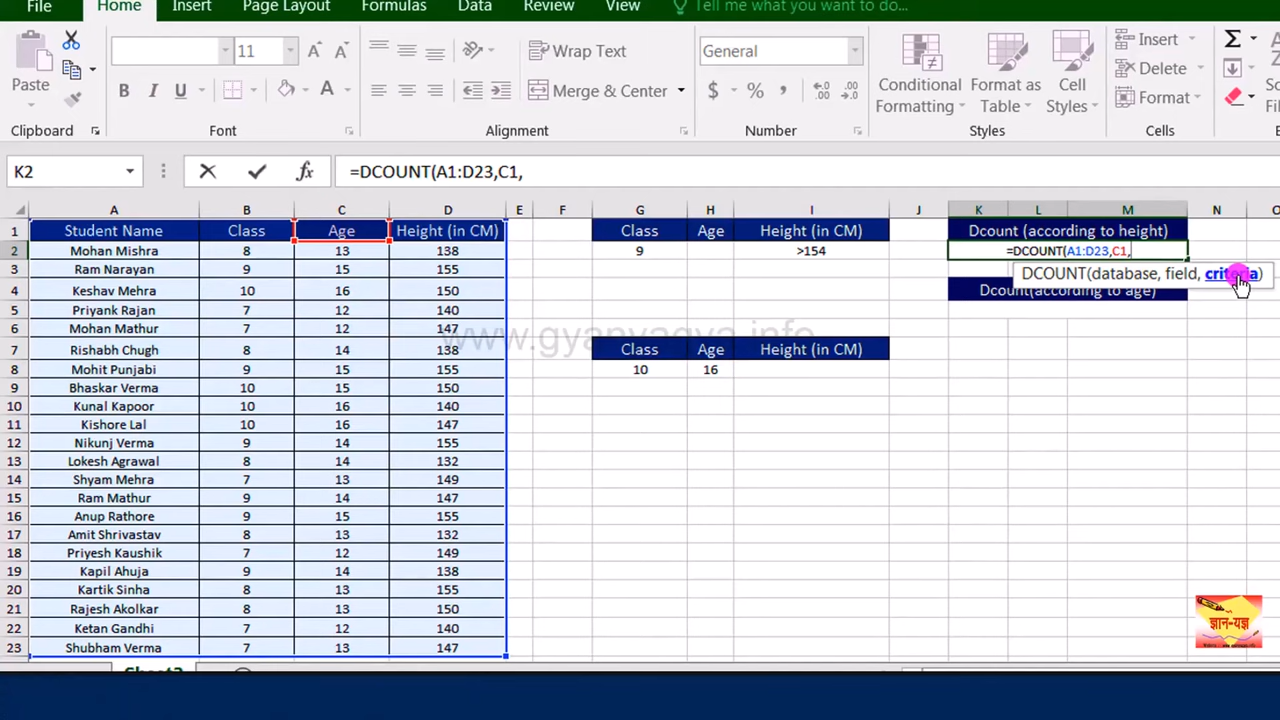 File Home Insert Page Layout Formulas Data Review View Tell me what you want to do...
11 Wrap Text General Insert
Paste B I U Merge & Center $ % Conditional Formatting Format as Table Cell Styles Delete
Format
Clipboard Font Alignment Number Styles Cells
K2 fx =DCOUNT(A1:D23,C1,
A B C D E F G H I J K L M N
1 Student Name Class Age Height (in CM) Class Age Height (in CM) Dcount (according to height)
2 Mohan Mishra 8 13 138 9 >154 =DCOUNT(A1:D23,C1,
3 Ram Narayan 9 15 155 DCOUNT(database, field, criteria)
4 Keshav Mehra 10 16 150 Dcount(according to age)
5 Priyank Rajan 7 12 140
6 Mohan Mathur 7 12 147
www.gyanyagya.info
7 Rishabh Chugh 8 14 138 Class Age Height (in CM)
8 Mohit Punjabi 9 15 155 10 16
9 Bhaskar Verma 10 15 150
10 Kunal Kapoor 10 16 140
11 Kishore Lal 10 16 147
12 Nikunj Verma 9 14 155
13 Lokesh Agrawal 8 14 132
14 Shyam Mehra 7 13 149
15 Ram Mathur 9 14 147
16 Anup Rathore 9 15 155
17 Amit Shrivastav 8 13 132
18 Priyesh Kaushik 7 12 149
19 Kapil Ahuja 9 14 138
20 Kartik Sinha 8 13 155
21 Rajesh Akolkar 8 13 150
22 Ketan Gandhi 7 12 140
23 Shubham Verma 7 13 147
ज्ञान-यज्ञ